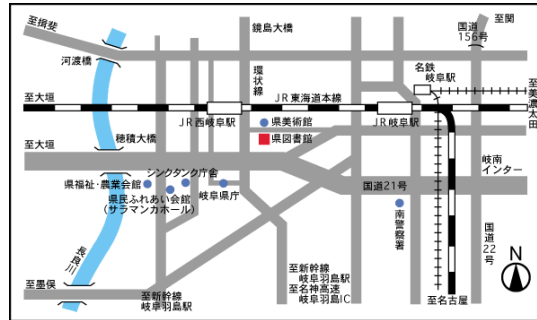 至揖斐
鏡島大橋
国道
156号
至関
河渡橋
環状線
名鉄
岐阜駅
至美濃太田
至大垣
JR東海道本線
JR西岐阜駅
県美術館
JR岐阜駅
穂積大橋
至大垣
県図書館
岐南
インター
シンクタンク庁舎
県福祉・農業会館
岐阜県庁
国道21号
県民ふれあい会館
(サラマンカホール)
南警察署
国道22号
長良川
N
至新幹線
岐阜羽島駅
至名神高速
岐阜羽島IC
至墨俣
至新幹線
岐阜羽島駅
至名古屋